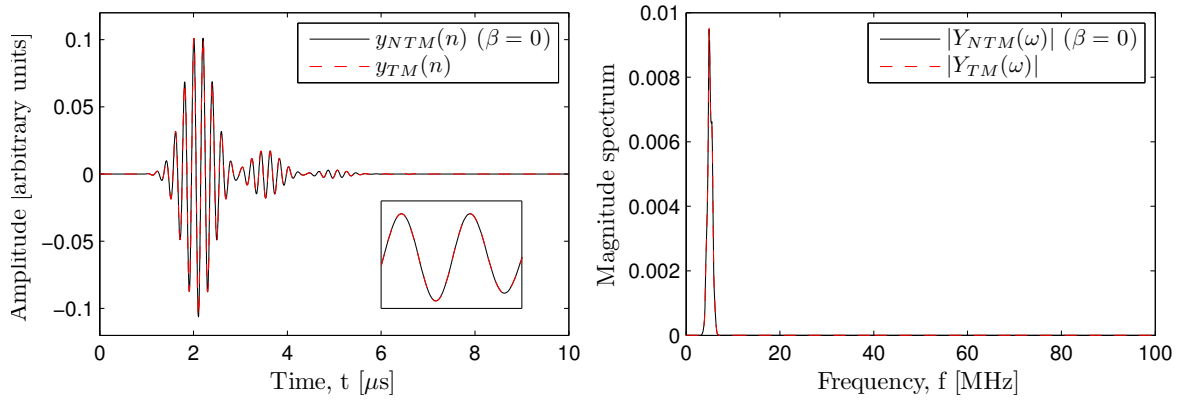 0.1
0.05
0
−0.05
−0.1
Amplitude |arbitrary units]
y_{NTM}(n) (β = 0)
y_{TM}(n)
0 2 4 6 8 10
Time, t [μs]
0.01
0.008
0.006
0.004
0.002
0
Magnitude spectrum
|Y_{NTM}(ω)| (β = 0)
|Y_{TM}(ω)|
0 20 40 60 80 100
Frequency, f [MHz]